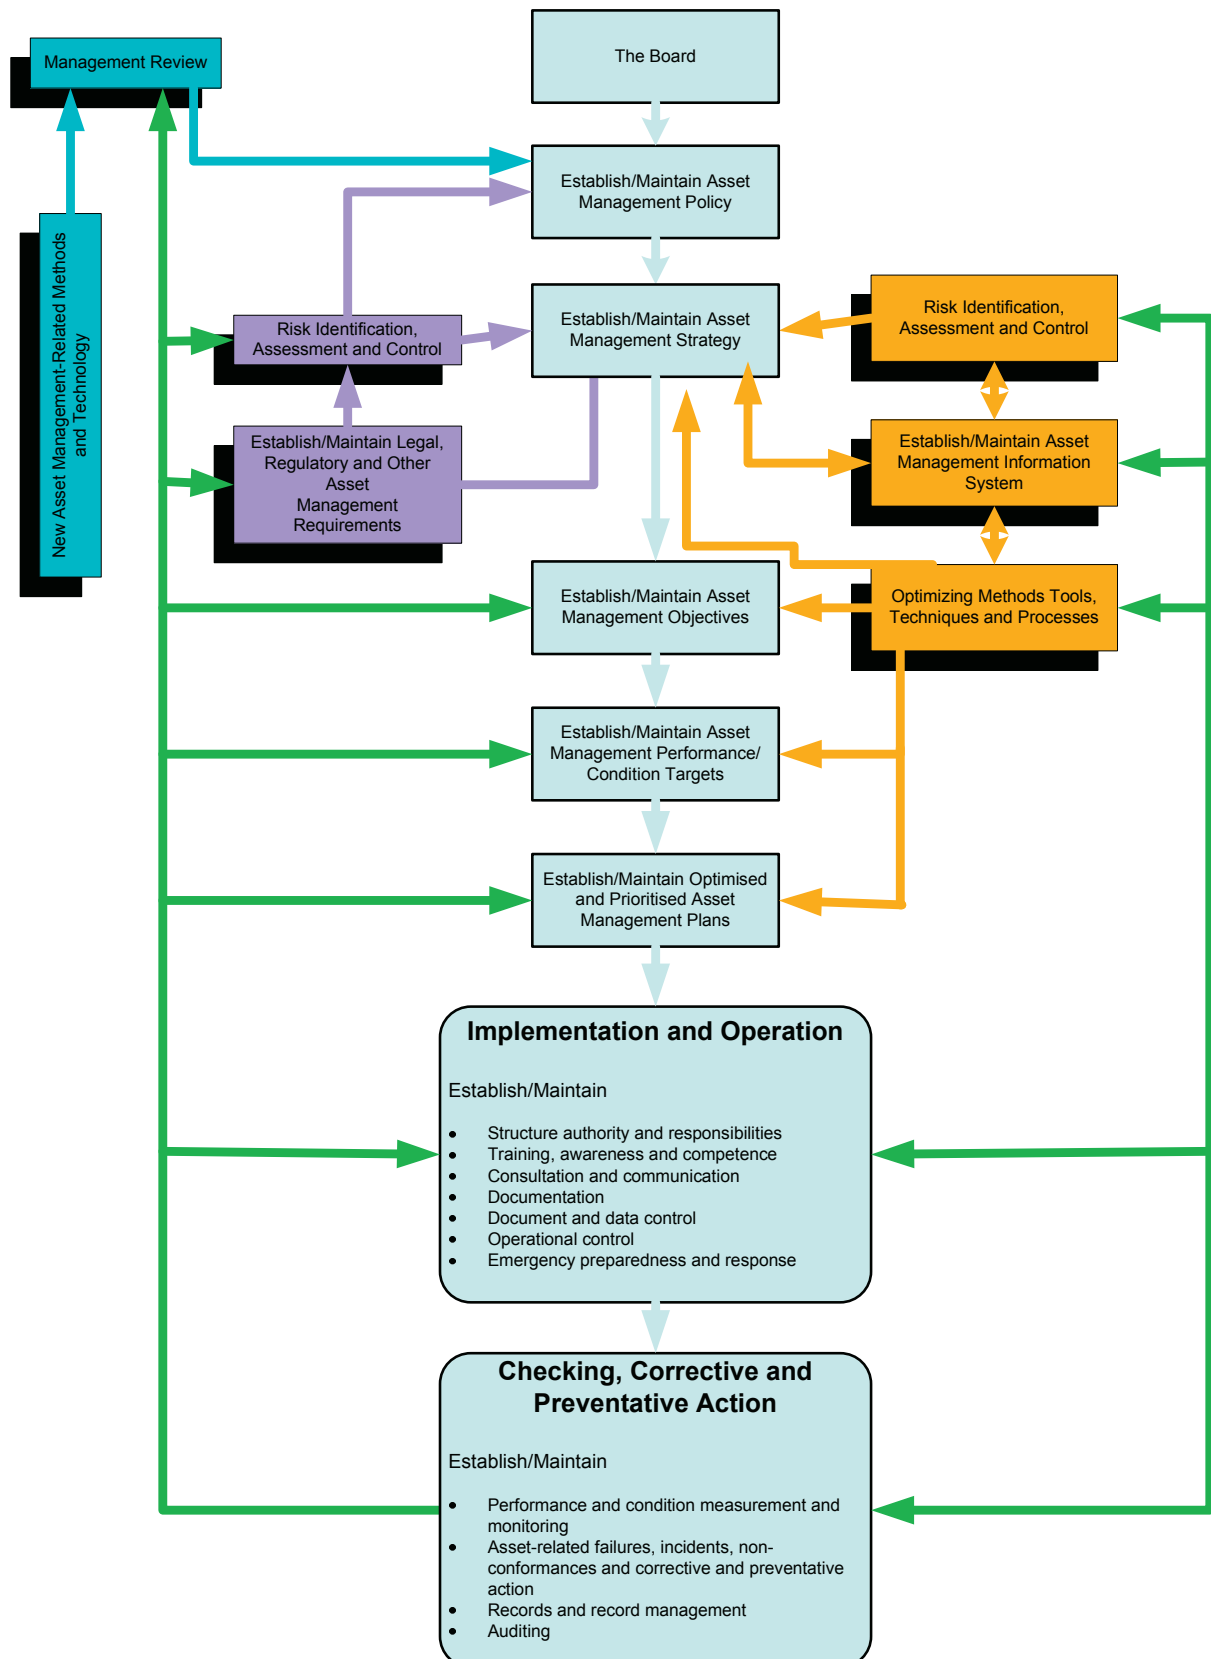 Management Review
The Board
Establish/Maintain Asset
Management Policy
New Asset Management-Related Methods
and Technology
Risk Identification,
Assessment and Control
Establish/Maintain Asset
Management Strategy
Risk Identification,
Assessment and Control
Establish/Maintain Legal,
Regulatory and Other
Asset
Management
Requirements
Establish/Maintain Asset
Management Information
System
Establish/Maintain Asset
Management Objectives
Optimizing Methods Tools,
Techniques and Processes
Establish/Maintain Asset
Management Performance/
Condition Targets
Establish/Maintain Optimised
and Prioritised Asset
Management Plans
Implementation and Operation
Establish/Maintain
• Structure authority and responsibilities
• Training, awareness and competence
• Consultation and communication
• Documentation
• Document and data control
• Operational control
• Emergency preparedness and response
Checking, Corrective and
Preventative Action
Establish/Maintain
• Performance and condition measurement and
monitoring
• Asset-related failures, incidents, non-
conformances and corrective and preventative
action
• Records and record management
• Auditing